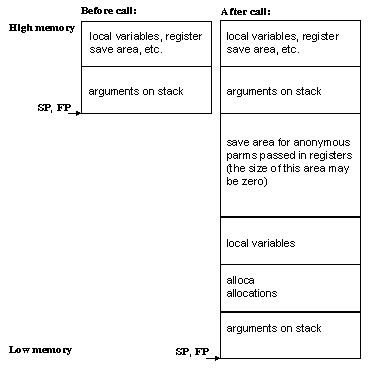 Before call:
After call:
High memory
local variables, register
save area, etc.
local variables, register
save area, etc.
arguments on stack
arguments on stack
SP, FP
save area for anonymous
parms passed in registers
(the size of this area may
be zero)
local variables
alloca
allocations
arguments on stack
Low memory
SP, FP